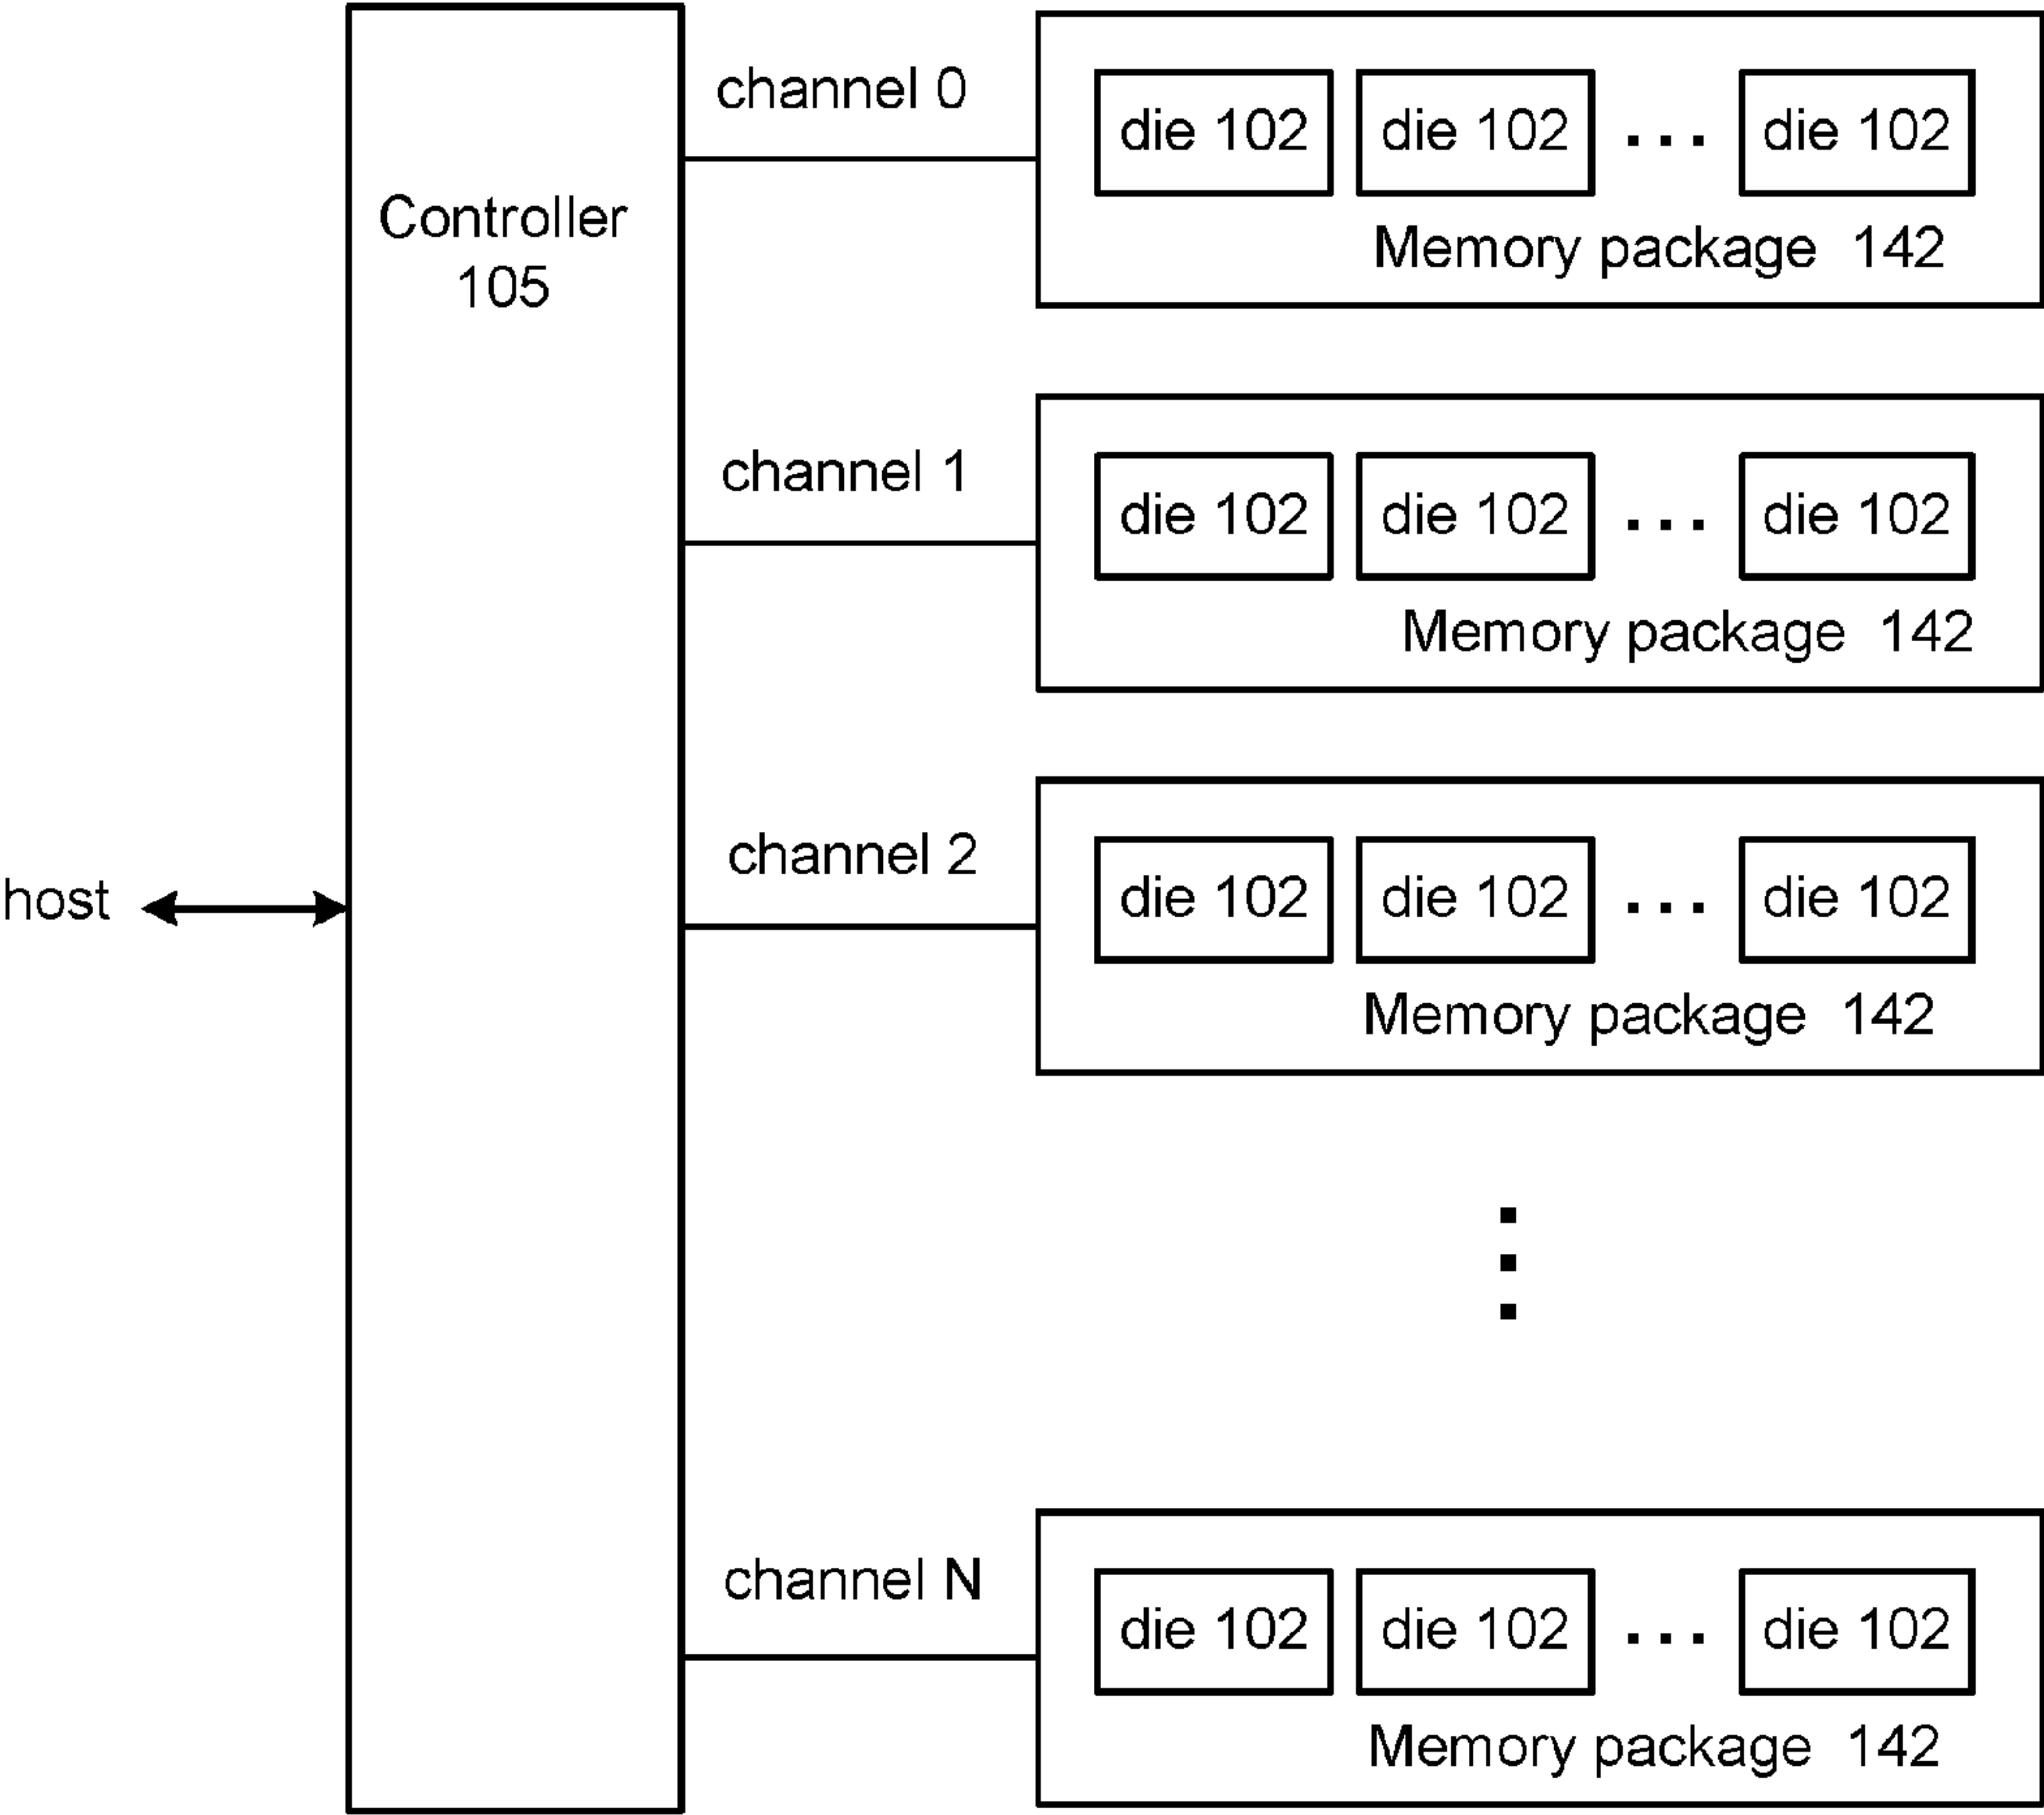 channel 0
die 102 die 102 ... die 102
Memory package 142
Controller
105
channel 1
die 102 die 102 ... die 102
Memory package 142
channel 2
die 102 die 102 ... die 102
Memory package 142
host
channel N
die 102 die 102 ... die 102
Memory package 142